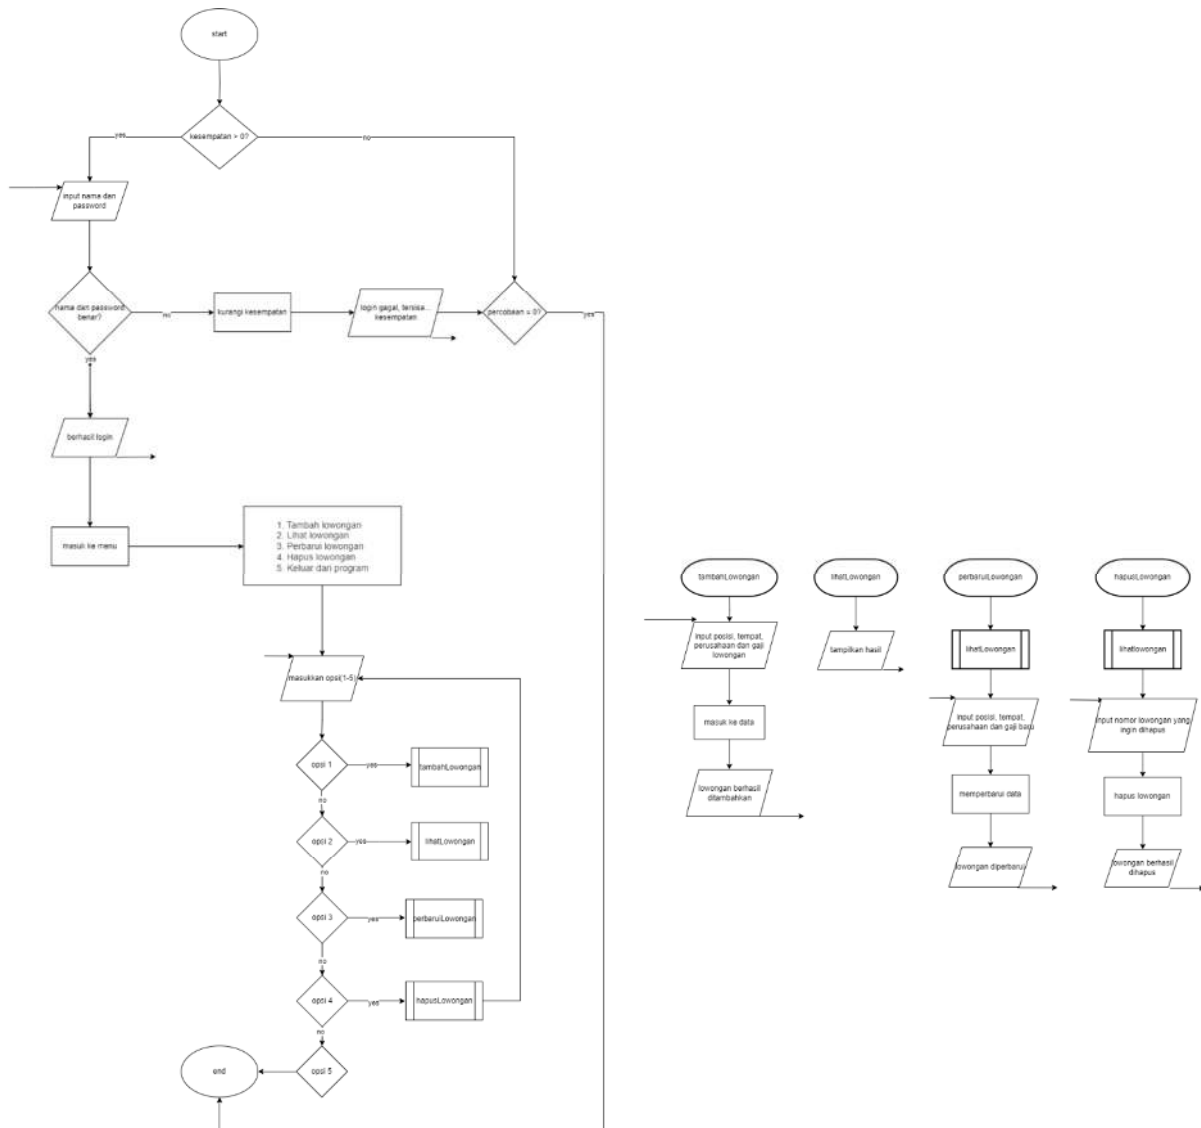 start
kesempatan > 0?
yes
no
input nama dan
password
nama dan password
benar?
no
kurangi kesempatan
login gagal, tersisa...
kesempatan
percobaan = 0?
yes
yes
berhasil login
masuk ke menu
1. Tambah lowongan
2. Lihat lowongan
3. Perbarui lowongan
4. Hapus lowongan
5. Keluar dari program
masukkan opsi(1-5)
opsi 1
yes
tambahLowongan
no
opsi 2
yes
lihatLowongan
no
opsi 3
yes
perbaruiLowongan
no
opsi 4
yes
hapusLowongan
no
opsi 5
end
tambahLowongan
input posisi, tempat,
perusahaan dan gaji
lowongan
masuk ke data
lowongan berhasil
ditambahkan
lihatLowongan
tampilkan hasil
perbaruiLowongan
lihatLowongan
input posisi, tempat,
perusahaan dan gaji baru
memperbarui data
lowongan diperbarui
hapusLowongan
lihatlowongan
input nomor lowongan yang
ingin dihapus
hapus lowongan
lowongan berhasil
dihapus